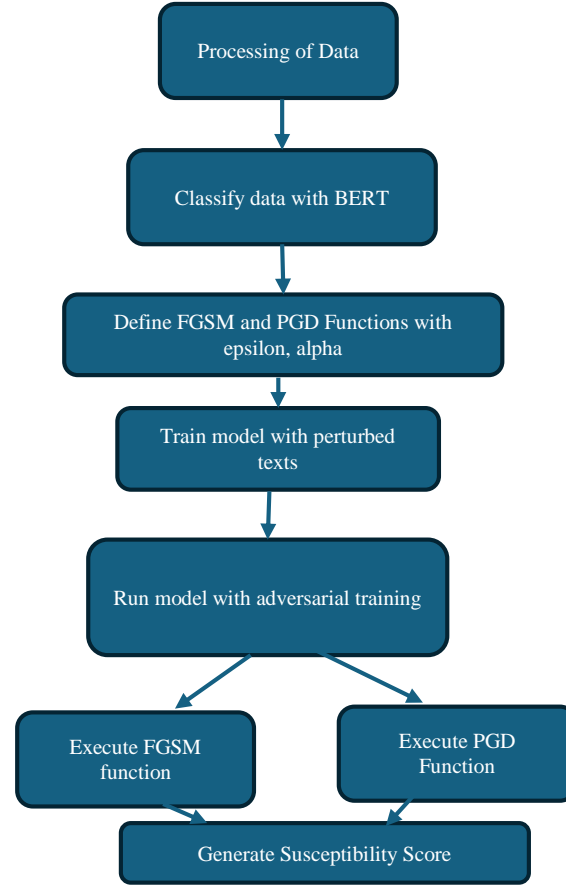 Processing of Data
Classify data with BERT
Define FGSM and PGD Functions with
epsilon, alpha
Train model with perturbed
texts
Run model with adversarial training
Execute FGSM
function
Execute PGD
Function
Generate Susceptibility Score